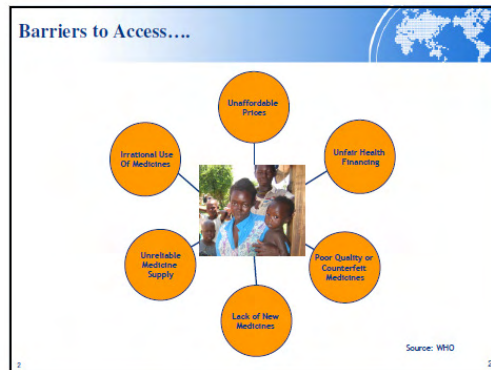 Barriers to Access....
Unaffordable
Prices
Irrational Use
Of Medicines
Unfair Health
Financing
Unreliable
Medicine
Supply
Poor Quality or
Counterfeit
Medicines
Lack of New
Medicines
Source: WHO
2
2